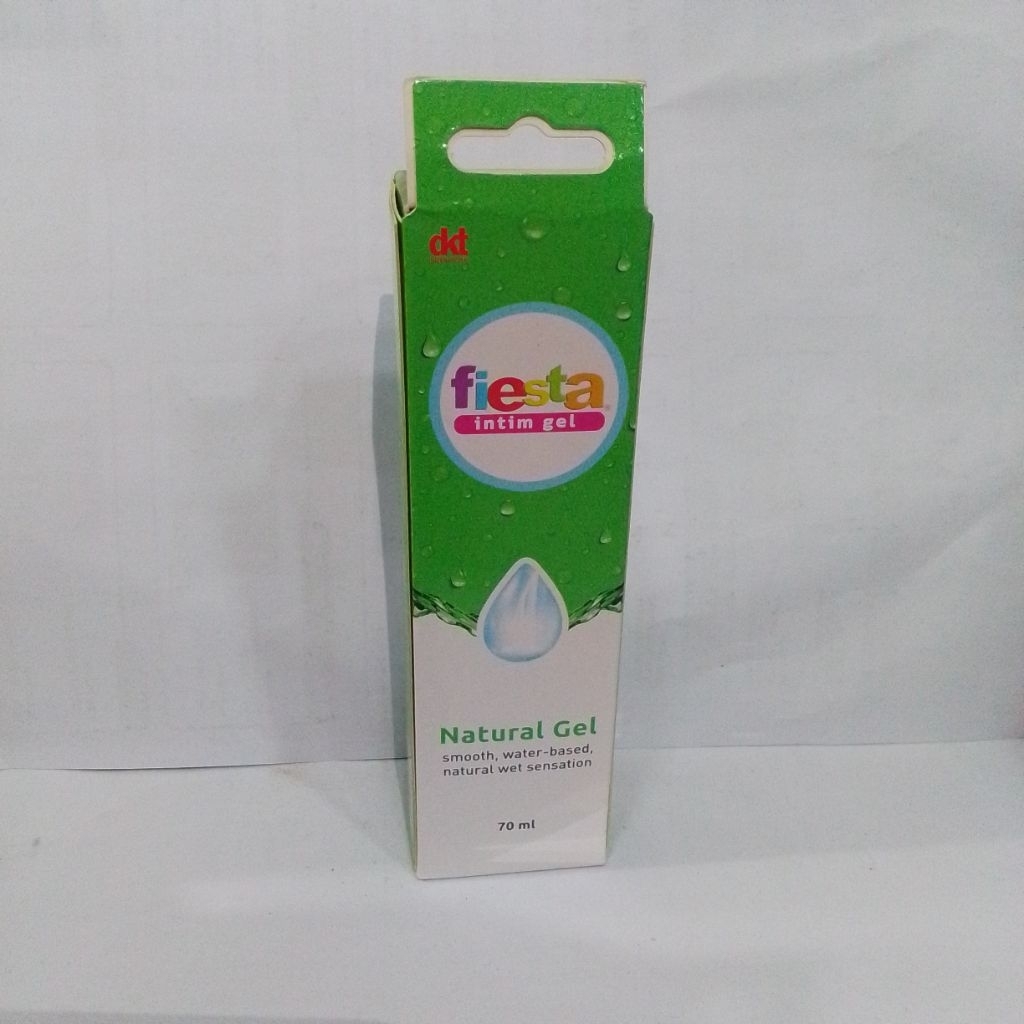 dkt
fiesta
intim gel
Natural Gel
smooth, water-based,
natural wet sensation
70 ml